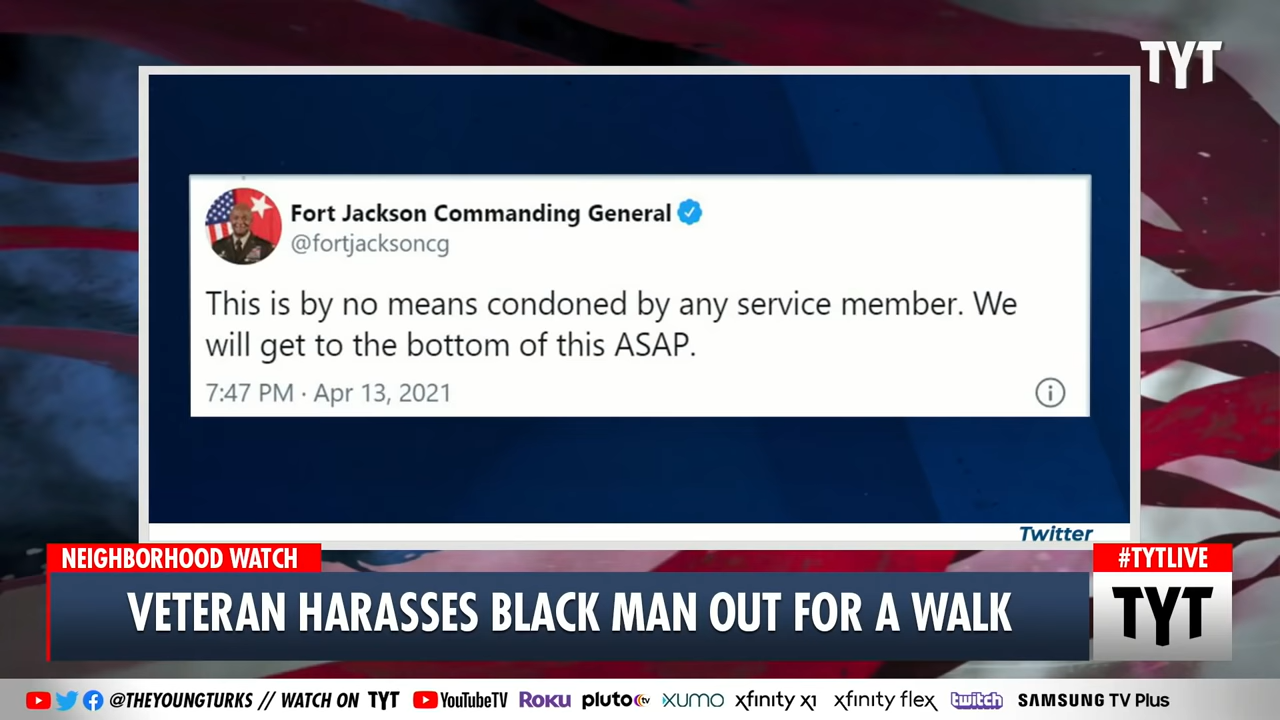 TYT
Fort Jackson Commanding General
@fortjacksoncg
This is by no means condoned by any service member. We
will get to the bottom of this ASAP.
7:47 PM · Apr 13, 2021
Twitter
NEIGHBORHOOD WATCH
#TYTLIVE
VETERAN HARASSES BLACK MAN OUT FOR A WALK
TYT
@THEYOUNGTURKS // WATCH ON TYT YouTubeTV ROKU pluto tv XUMO xfinity x1 xfinity flex twitch SAMSUNG TV Plus